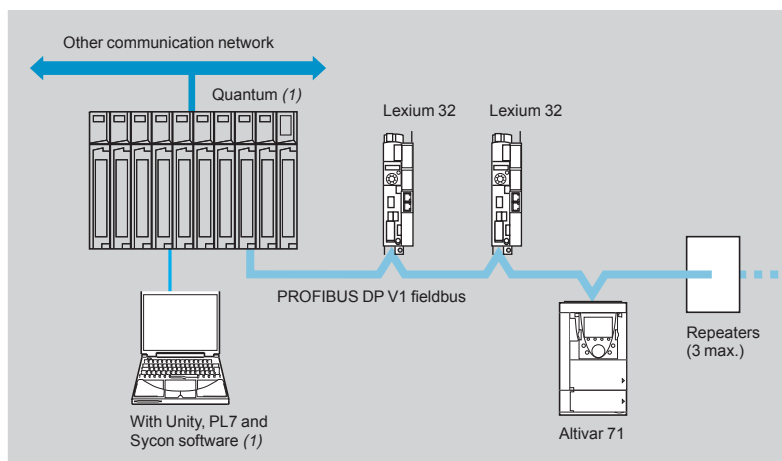 Other communication network
Quantum (1)
Lexium 32
Lexium 32
PROFIBUS DP V1 fieldbus
Repeaters
(3 max.)
With Unity, PL7 and
Sycon software (1)
Altivar 71